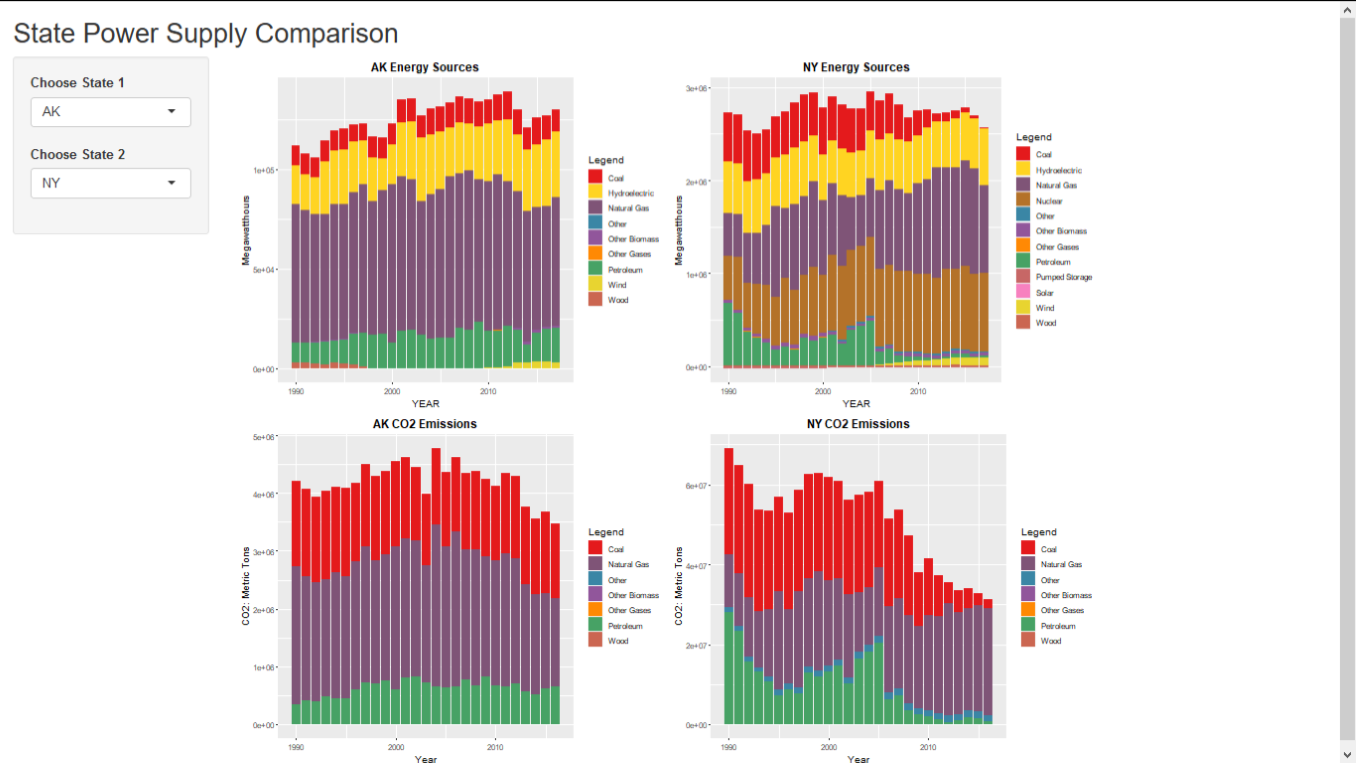 State Power Supply Comparison
Choose State 1
AK
Choose State 2
NY
AK Energy Sources
Megawatthours
1e+05
5e+04
0e+00
1990
2000
2010
YEAR
Legend
Coal
Hydroelectric
Natural Gas
Other
Other Biomass
Other Gases
Petroleum
Wind
Wood
NY Energy Sources
Megawatthours
3e+08
2e+08
1e+08
0e+00
1990
2000
2010
YEAR
Legend
Coal
Hydroelectric
Natural Gas
Nuclear
Other
Other Biomass
Other Gases
Petroleum
Pumped Storage
Solar
Wind
Wood
AK CO2 Emissions
CO2: Metric Tons
5e+06
4e+06
3e+06
2e+06
1e+06
0e+00
1990
2000
2010
Year
Legend
Coal
Natural Gas
Other
Other Biomass
Other Gases
Petroleum
Wood
NY CO2 Emissions
CO2: Metric Tons
6e+07
4e+07
2e+07
0e+00
1990
2000
2010
Year
Legend
Coal
Natural Gas
Other
Other Biomass
Other Gases
Petroleum
Wood